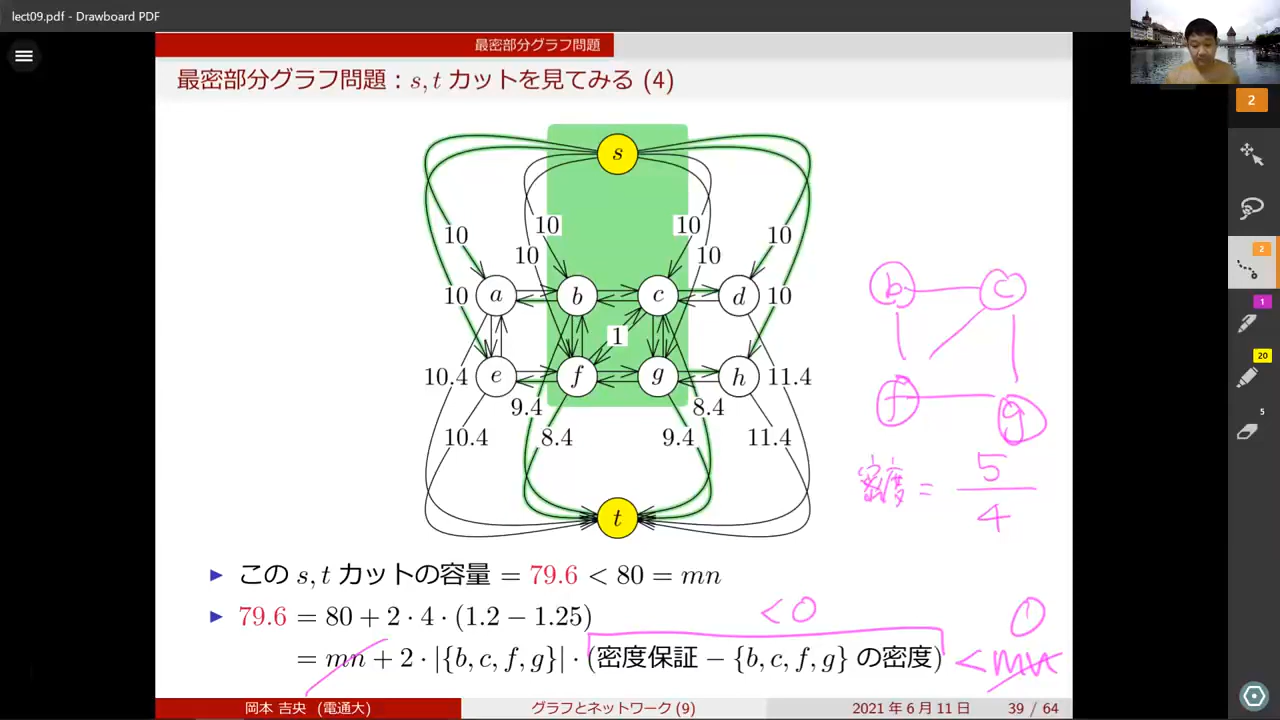 lect09.pdf - Drawboard PDF
最密部分グラフ問題
最密部分グラフ問題 : s, t カットを見てみる (4)
s
10
10
10
10
10
10
10
10
a
b
c
d
1
e
f
g
h
10.4
11.4
9.4
8.4
10.4
8.4
9.4
11.4
t
b
c
f
g
密度 = 5/4
このs, t カットの容量 = 79.6 < 80 = mn
79.6 = 80 + 2 · 4 · (1.2 − 1.25)
< 0
0
= mn + 2 · |{b, c, f, g}| · (密度保証 − {b, c, f, g} の密度) < mn
岡本 吉央 (電通大)
グラフとネットワーク (9)
2021 年 6 月 11 日
39 / 64
2
2
1
20
5